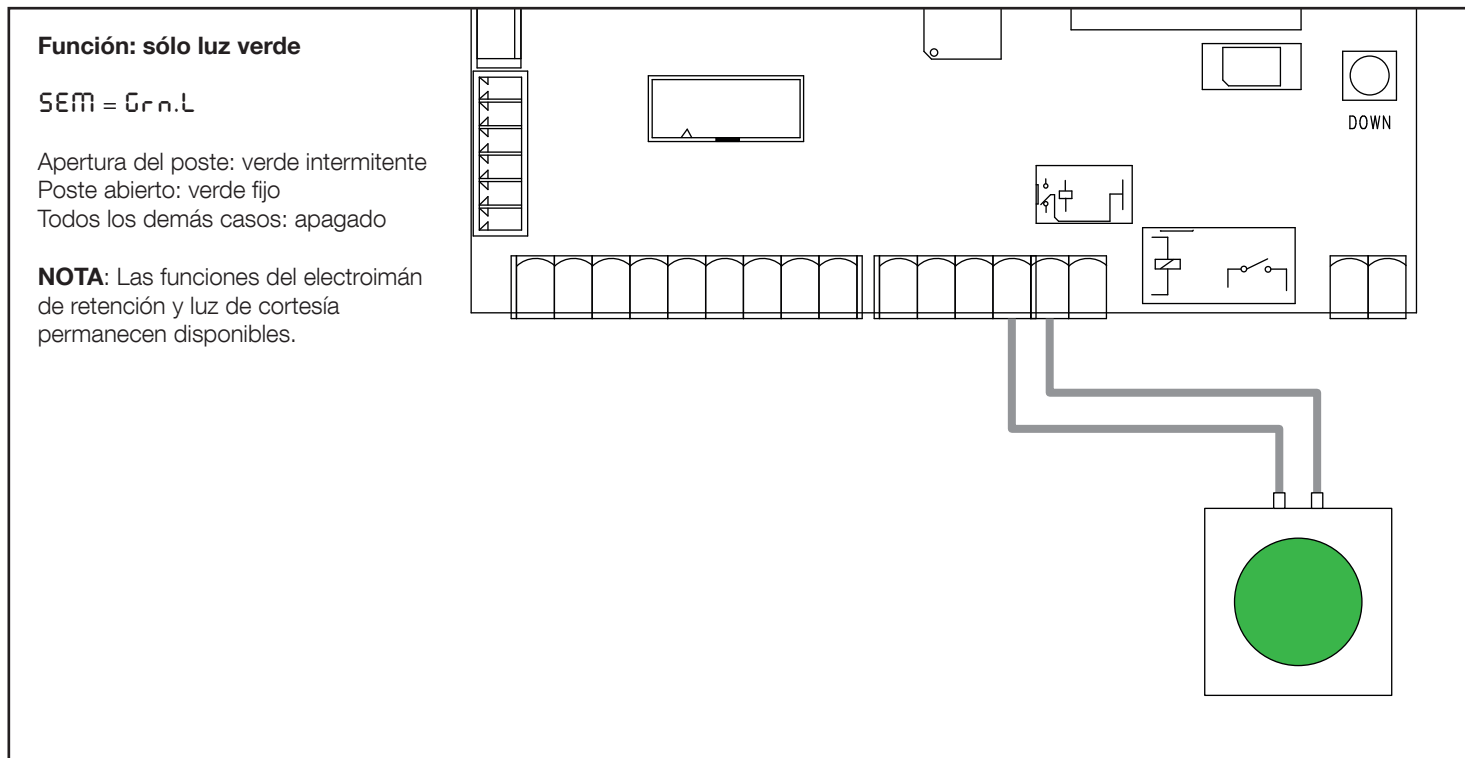 Función: sólo luz verde
SEM = Grn.L
Apertura del poste: verde intermitente
Poste abierto: verde fijo
Todos los demás casos: apagado
NOTA: Las funciones del electroimán
de retención y luz de cortesía
permanecen disponibles.
DOWN